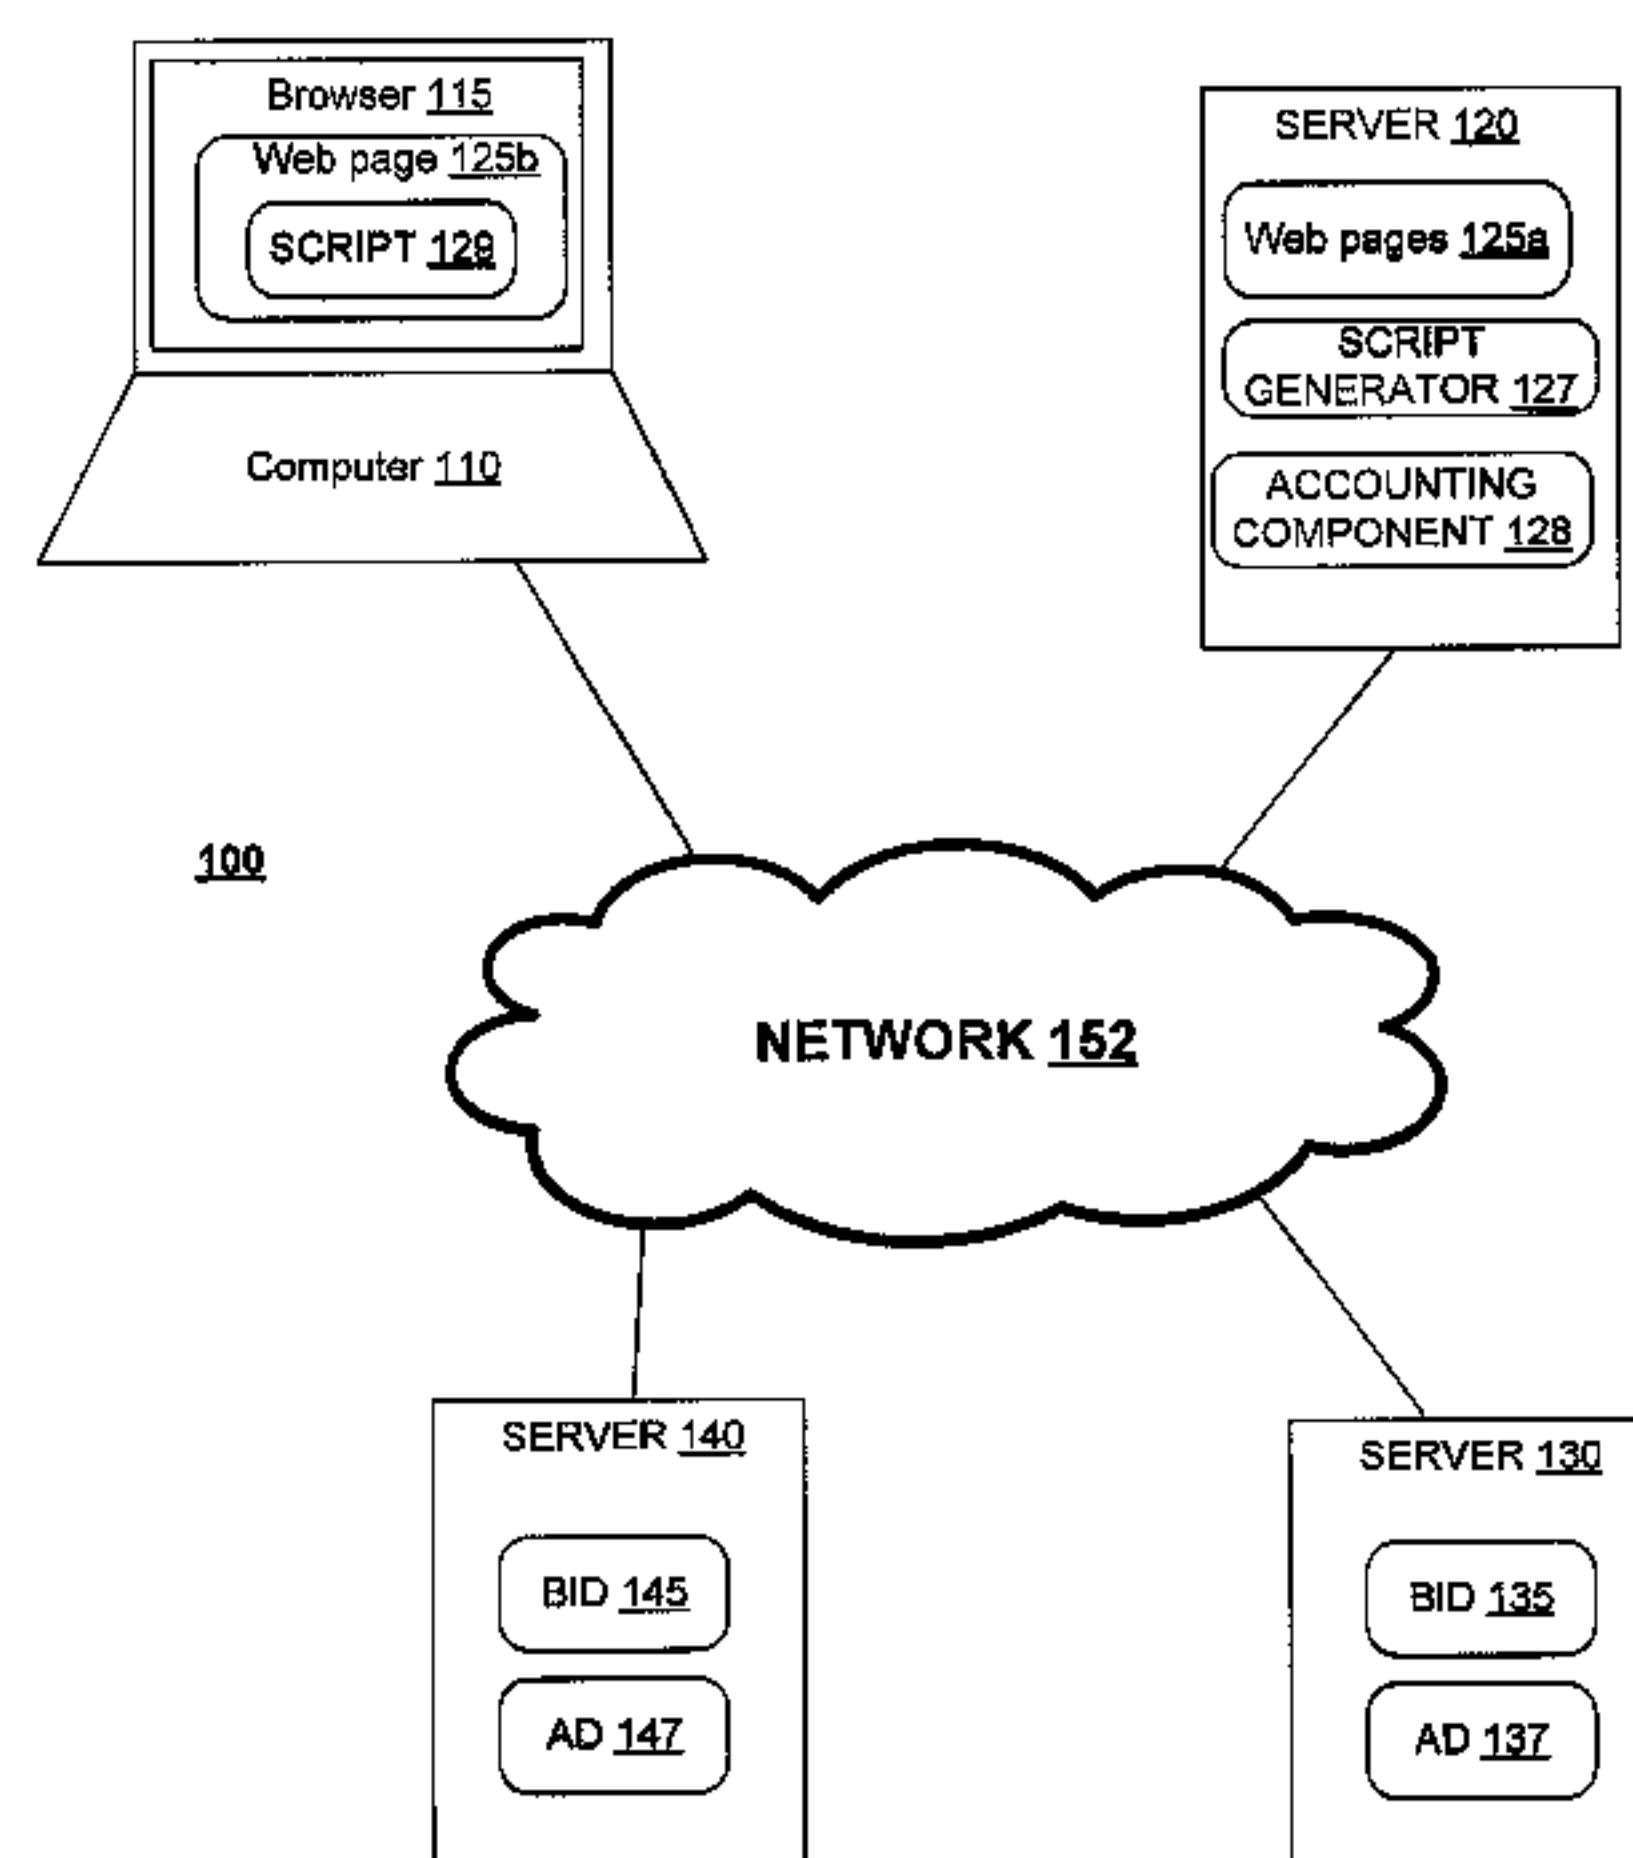 Browser 115
Web page 125b
SCRIPT 129
Computer 110
SERVER 120
Web pages 125a
SCRIPT
GENERATOR 127
ACCOUNTING
COMPONENT 128
100
NETWORK 152
SERVER 140
BID 145
AD 147
SERVER 130
BID 135
AD 137